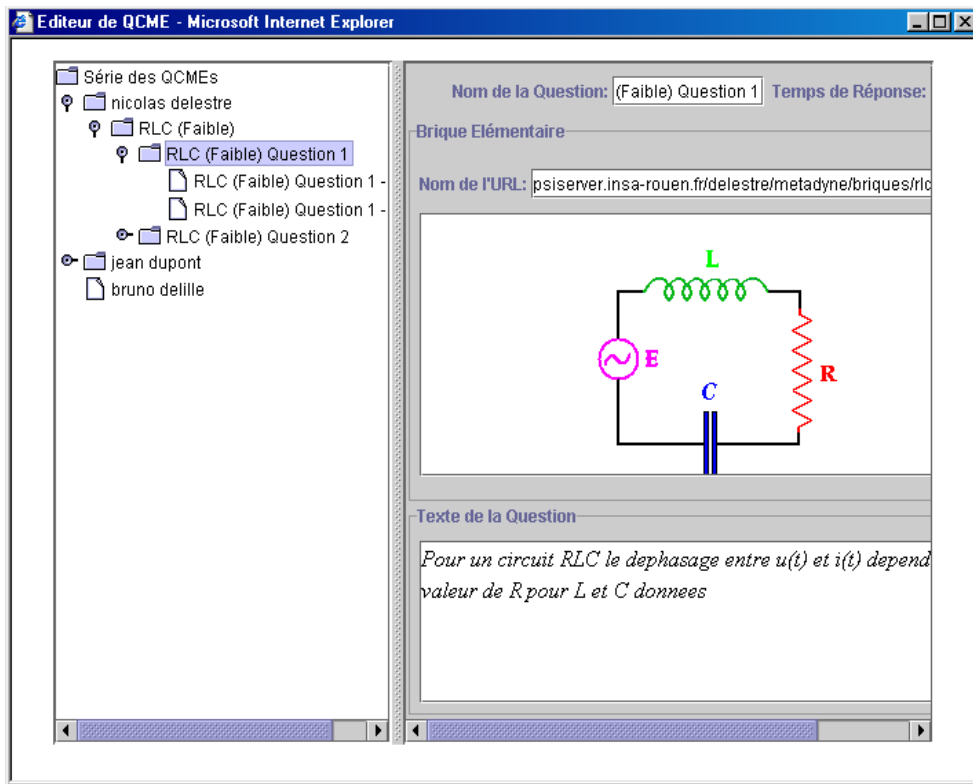 Editeur de QCME - Microsoft Internet Explorer
Série des QCMEs
nicolas delestre
RLC (Faible)
RLC (Faible) Question 1
RLC (Faible) Question 1 -
RLC (Faible) Question 1 -
RLC (Faible) Question 2
jean dupont
bruno delille
Nom de la Question: (Faible) Question 1 Temps de Réponse:
Brique Elémentaire
Nom de l'URL: psiserver.insa-rouen.fr/delestre/metadyne/briques/rlc
L
E
R
C
Texte de la Question
Pour un circuit RLC le dephasage entre u(t) et i(t) depend
valeur de R pour L et C donnees